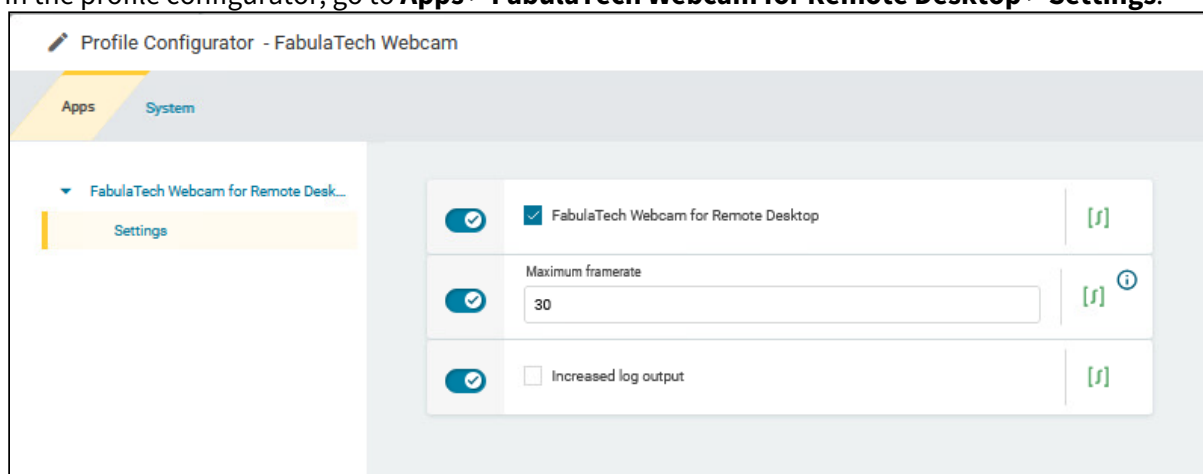 in the profile configurator, go to Apps > FabulaTech Webcam for Remote Desktop > Settings.
Profile Configurator - FabulaTech Webcam
Apps
System
FabulaTech Webcam for Remote Desk...
Settings
FabulaTech Webcam for Remote Desktop
[ʃ]
Maximum framerate
30
[ʃ]
Increased log output
[ʃ]